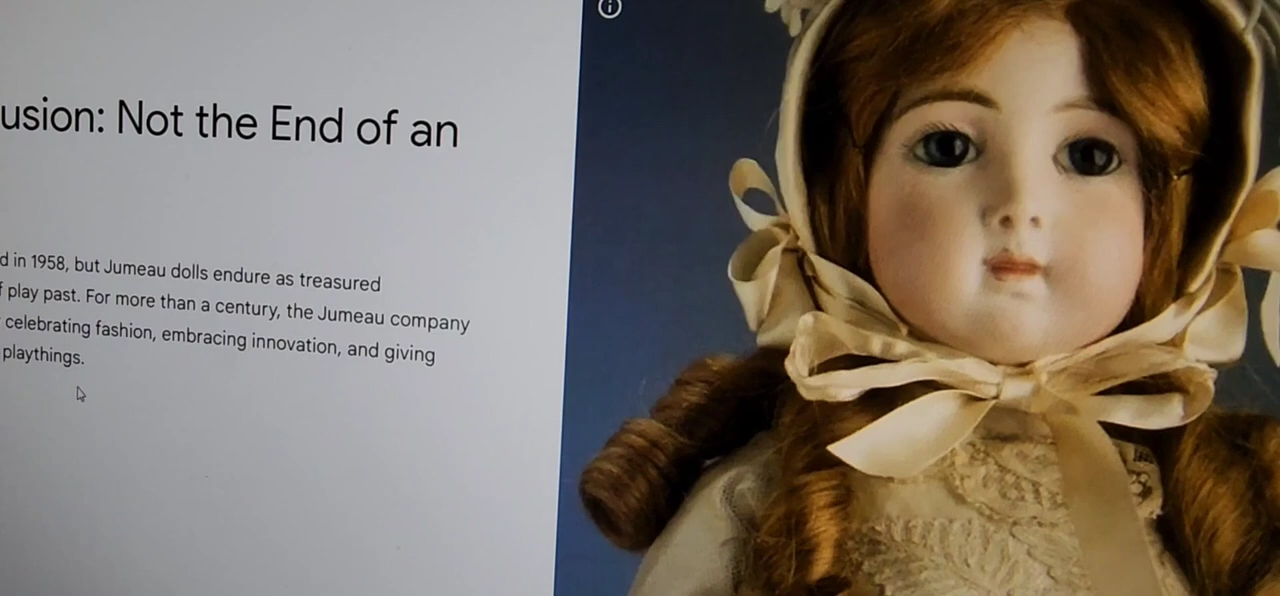 usion: Not the End of an
d in 1958, but Jumeau dolls endure as treasured
f play past. For more than a century, the Jumeau company
celebrating fashion, embracing innovation, and giving
playthings.